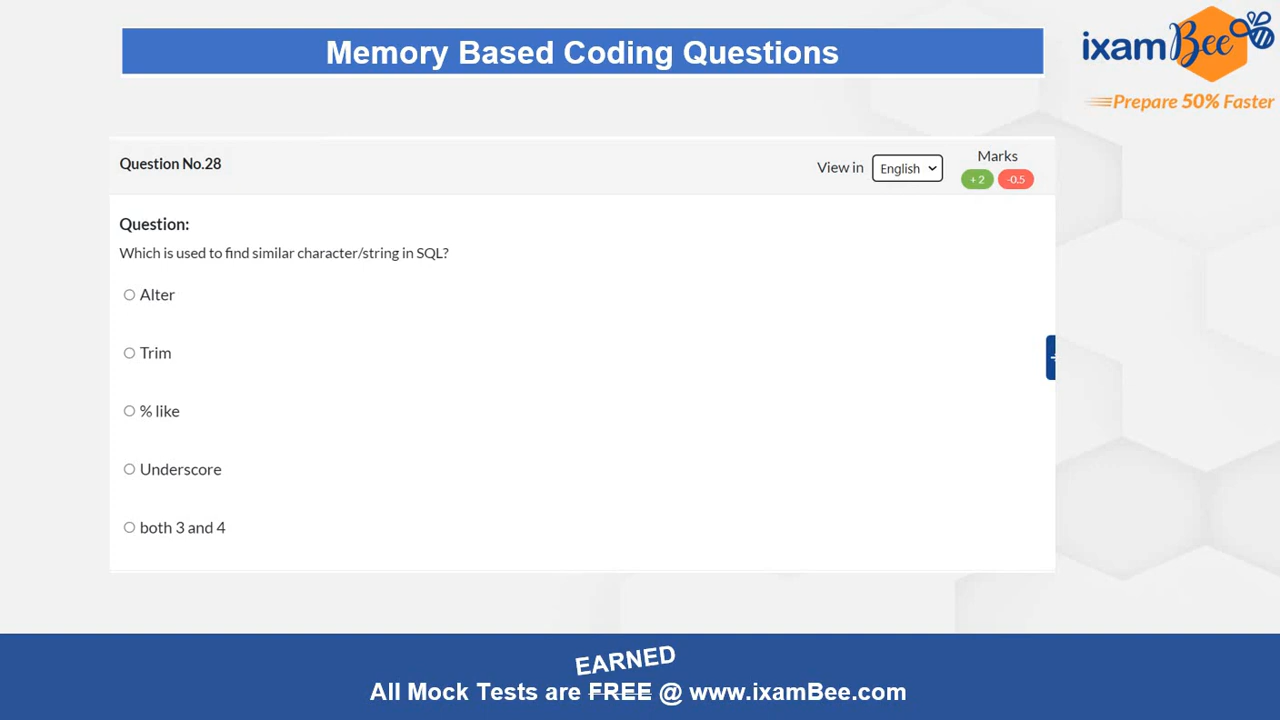 Memory Based Coding Questions
ixamBee
Prepare 50% Faster
Question No.28
View in English
Marks
+ 2 -0.5
Question:
Which is used to find similar character/string in SQL?
Alter
Trim
% like
Underscore
both 3 and 4
EARNED
All Mock Tests are FREE @ www.ixamBee.com